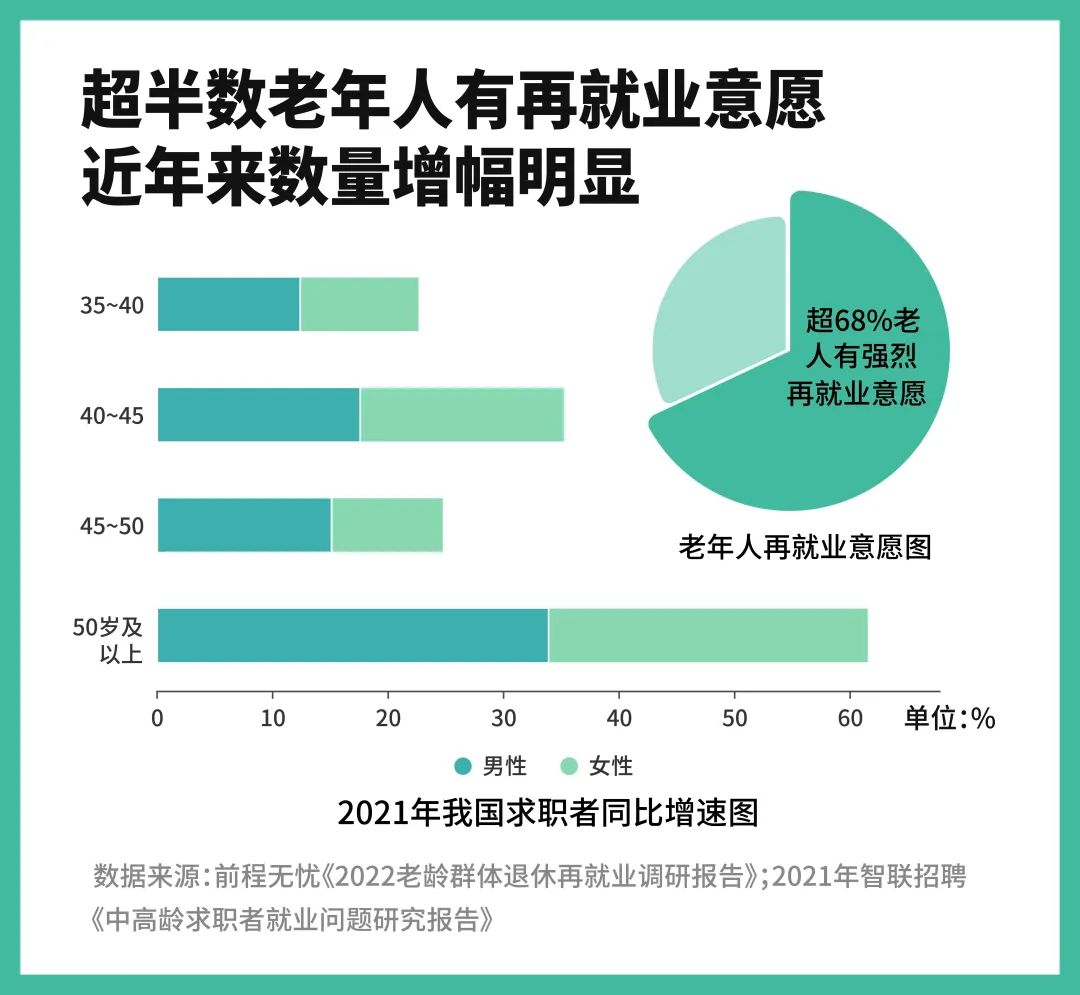 超半数老年人有再就业意愿
近年来数量增幅明显
超68%老
人有强烈
再就业意愿
老年人再就业意愿图
35~40
40~45
45~50
50岁及
以上
0 10 20 30 40 50 60 单位:%
男性 女性
2021年我国求职者同比增速图
数据来源:前程无忧《2022老龄群体退休再就业调研报告》;2021年智联招聘
《中高龄求职者就业问题研究报告》